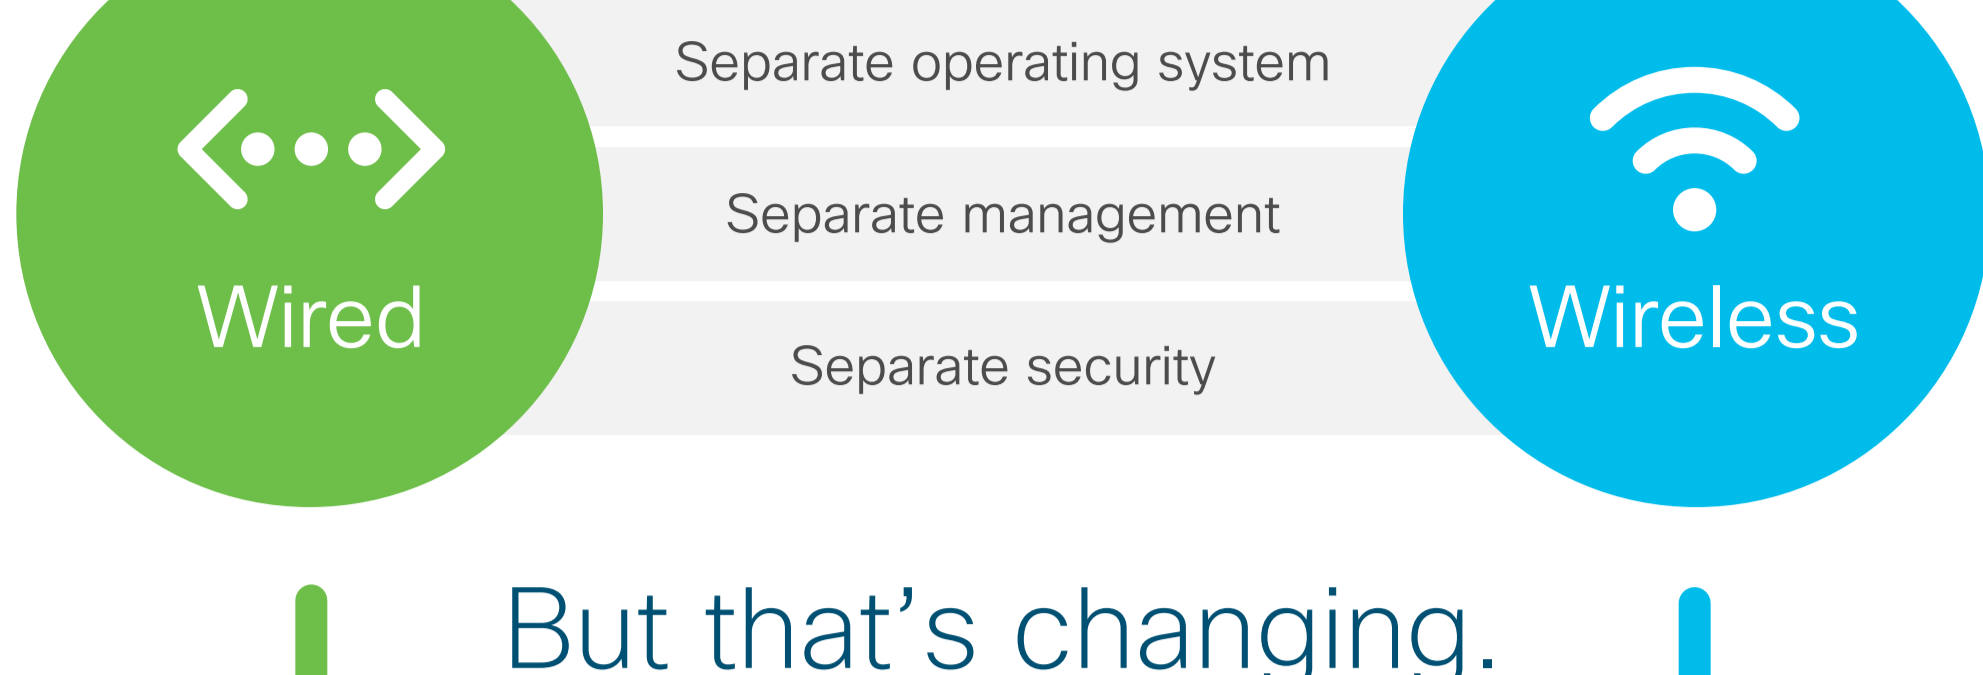 Separate operating system
Separate management
Wired
Wireless
Separate security
But that’s changing.